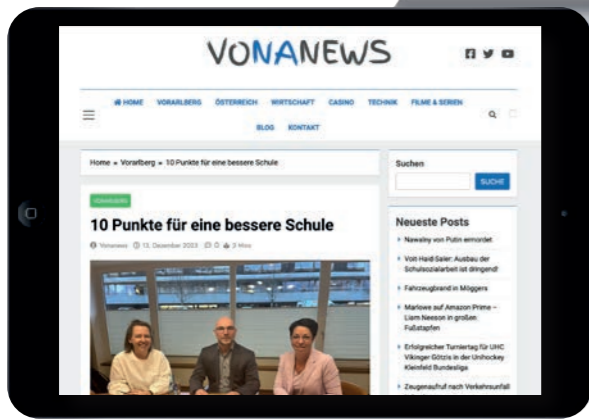 VONANEWS
HOME VORARLBERG ÖSTERREICH WIRTSCHAFT CASINO TECHNIK FILME & SERIEN
BLOG KONTAKT
Home » Vorarlberg » 10 Punkte für eine bessere Schule
VORARLBERG
10 Punkte für eine bessere Schule
Vonanews 13. Dezember 2023 0 2 Mins
Suchen
SUCHE
Neueste Posts
Nawalny von Putin ermordet
Voit-Haid-Saler: Ausbau der
Schulsozialarbeit ist dringend!
Fahrzeugbrand in Möggers
Marlowe auf Amazon Prime –
Liam Neeson in großen
Fußstapfen
Erfolgreicher Turniertag für UHC
Vikinger Götzis in der Unihockey
Kleinfeld Bundesliga
Zeugenaufruf nach Verkehrsunfall